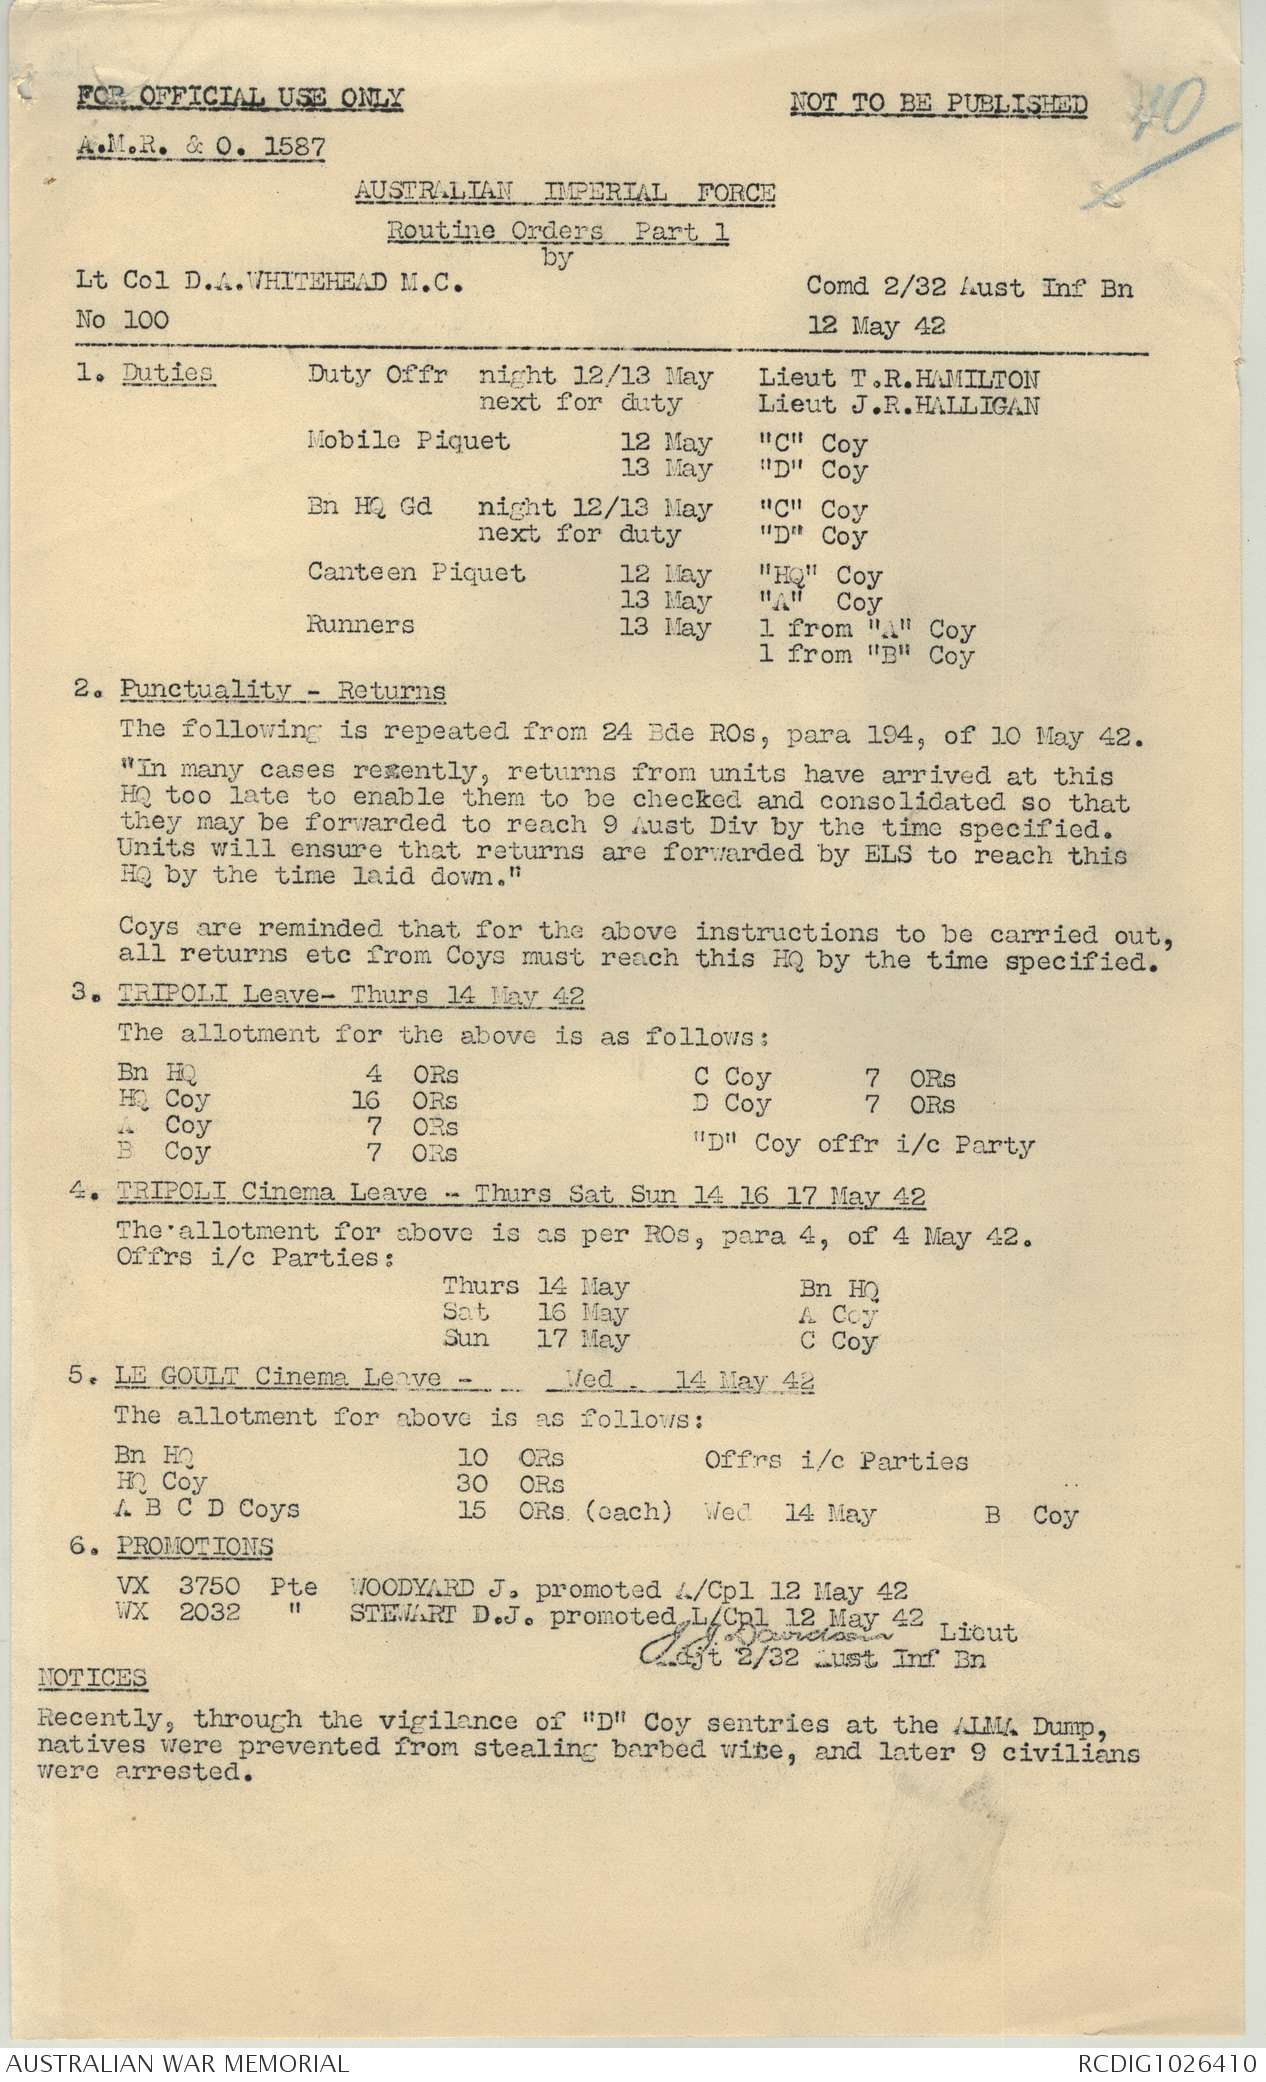 FOR OFFICIAL USE ONLY NOT TO BE PUBLISHED 40
A.M.R. & O. 1587
AUSTRALIAN IMPERIAL FORCE
Routine Orders Part 1
by
Lt Col D.A.WHITEHEAD M.C. Comd 2/32 Aust Inf Bn
No 100 12 May 42
1. Duties Duty Offr night 12/13 May Lieut T.R.HAMILTON
next for duty Lieut J.R.HALLIGAN
Mobile Piquet 12 May "C" Coy
13 May "D" Coy
Bn HQ Gd night 12/13 May "C" Coy
next for duty "D" Coy
Canteen Piquet 12 May "HQ" Coy
13 May "A" Coy
Runners 13 May 1 from "A" Coy
1 from "B" Coy
2. Punctuality - Returns
The following is repeated from 24 Bde ROs, para 194, of 10 May 42.
"In many cases recently, returns from units have arrived at this
HQ too late to enable them to be checked and consolidated so that
they may be forwarded to reach 9 Aust Div by the time specified.
Units will ensure that returns are forwarded by ELS to reach this
HQ by the time laid down."
Coys are reminded that for the above instructions to be carried out,
all returns etc from Coys must reach this HQ by the time specified.
3. TRIPOLI Leave- Thurs 14 May 42
The allotment for the above is as follows:
Bn HQ 4 ORs C Coy 7 ORs
HQ Coy 16 ORs D Coy 7 ORs
A Coy 7 ORs
B Coy 7 ORs "D" Coy offr i/c Party
4. TRIPOLI Cinema Leave - Thurs Sat Sun 14 16 17 May 42
The allotment for above is as per ROs, para 4, of 4 May 42.
Offrs i/c Parties:
Thurs 14 May Bn HQ
Sat 16 May A Coy
Sun 17 May C Coy
5. LE GOULT Cinema Leave - Wed . 14 May 42
The allotment for above is as follows:
Bn HQ 10 ORs Offrs i/c Parties
HQ Coy 30 ORs
A B C D Coys 15 ORs. (each) Wed 14 May B Coy
6. PROMOTIONS
VX 3750 Pte WOODYARD J. promoted A/Cpl 12 May 42
WX 2032 " STEWART D.J. promoted L/Cpl 12 May 42
Davidson Lieut
Adjt 2/32 Aust Inf Bn
NOTICES
Recently, through the vigilance of "D" Coy sentries at the ALMA Dump,
natives were prevented from stealing barbed wire, and later 9 civilians
were arrested.
AUSTRALIAN WAR MEMORIAL RCDIG1026410